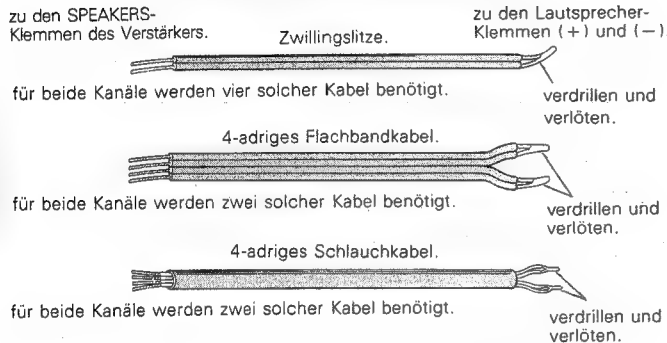 zu den SPEAKERS-
Klemmen des Verstärkers.
Zwillingslitze.
zu den Lautsprecher-
Klemmen (+) und (−)
für beide Kanäle werden vier solcher Kabel benötigt.
verdrillen und
verlöten.
4-adriges Flachbandkabel.
für beide Kanäle werden zwei solcher Kabel benötigt.
verdrillen und
verlöten.
4-adriges Schlauchkabel.
für beide Kanäle werden zwei solcher Kabel benötigt.
verdrillen und
verlöten.